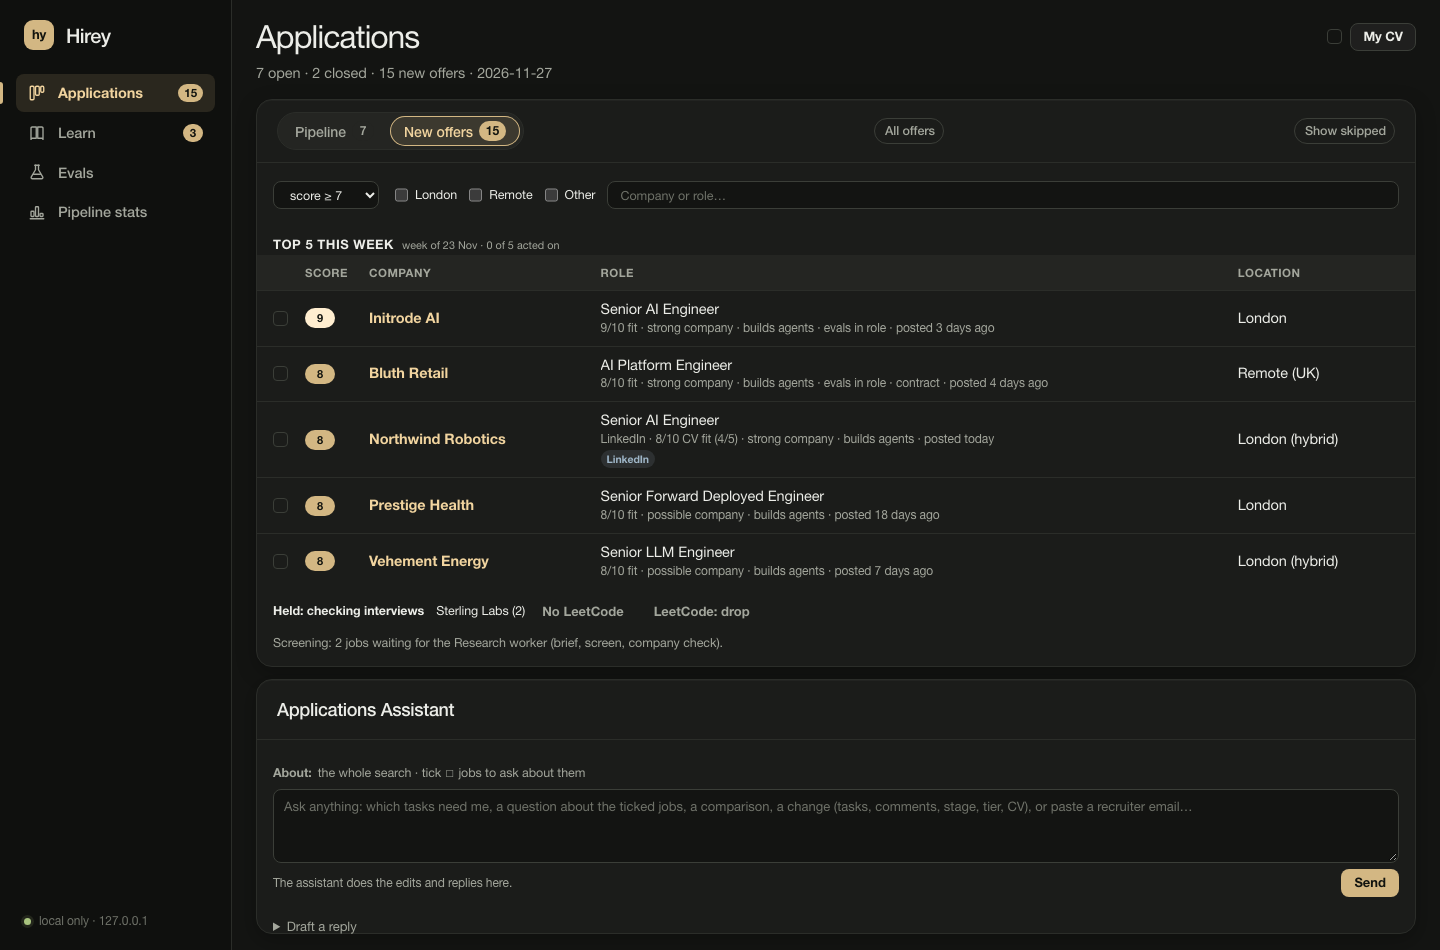 hy Hirey
Applications 15
Learn 3
Evals
Pipeline stats
local only · 127.0.0.1
Applications
My CV
7 open · 2 closed · 15 new offers · 2026-11-27
Pipeline 7 New offers 15 All offers Show skipped
score ≥ 7 London Remote Other Company or role…
TOP 5 THIS WEEK week of 23 Nov · 0 of 5 acted on
SCORE COMPANY ROLE LOCATION
9 Initrode AI Senior AI Engineer London
9/10 fit · strong company · builds agents · evals in role · posted 3 days ago
8 Bluth Retail AI Platform Engineer Remote (UK)
8/10 fit · strong company · builds agents · evals in role · contract · posted 4 days ago
8 Northwind Robotics Senior AI Engineer London (hybrid)
LinkedIn · 8/10 CV fit (4/5) · strong company · builds agents · posted today
LinkedIn
8 Prestige Health Senior Forward Deployed Engineer London
8/10 fit · possible company · builds agents · posted 18 days ago
8 Vehement Energy Senior LLM Engineer London (hybrid)
8/10 fit · possible company · builds agents · posted 7 days ago
Held: checking interviews Sterling Labs (2) No LeetCode LeetCode: drop
Screening: 2 jobs waiting for the Research worker (brief, screen, company check).
Applications Assistant
About: the whole search · tick ☐ jobs to ask about them
Ask anything: which tasks need me, a question about the ticked jobs, a comparison, a change (tasks, comments, stage, tier, CV), or paste a recruiter email…
The assistant does the edits and replies here.
Send
▶ Draft a reply